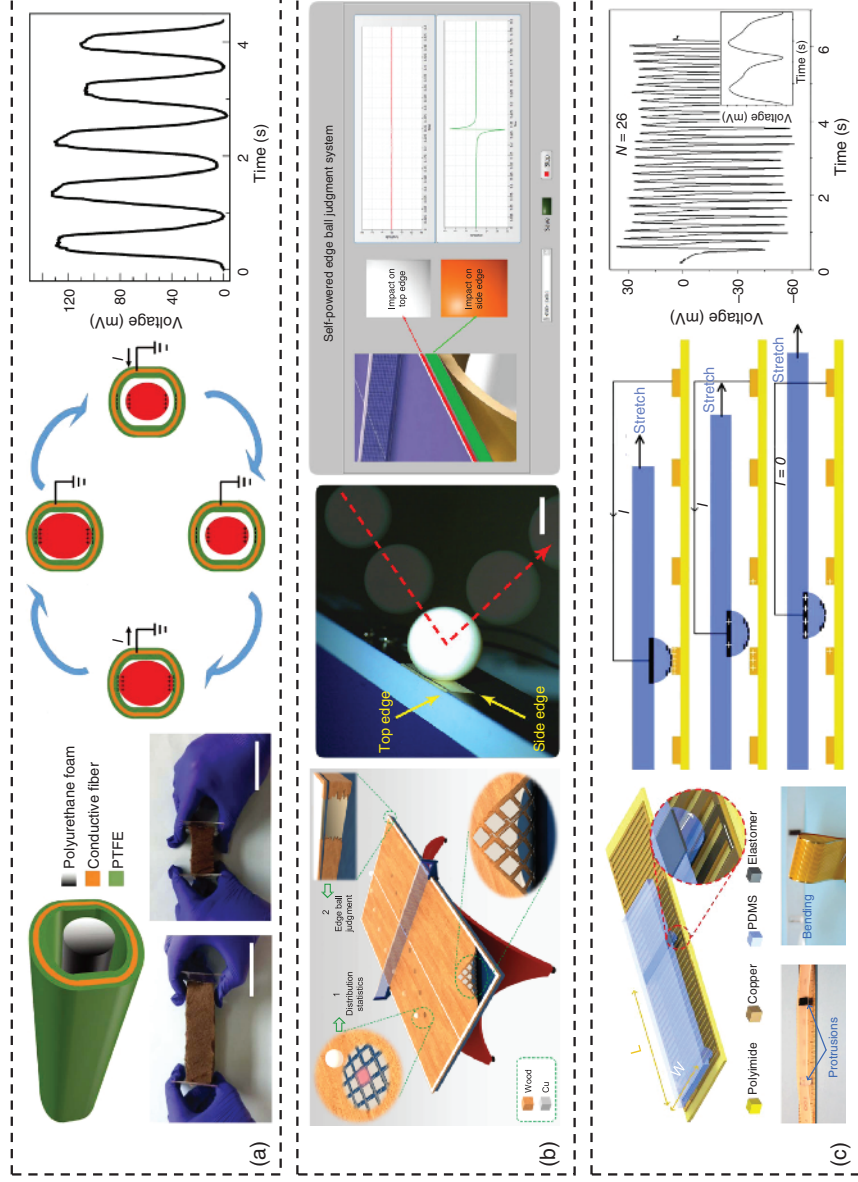 (a)
Polyurethane foam
Conductive fiber
PTFE
I
I
Voltage (mV)
120
80
40
0
0
2
4
Time (s)
(b)
1
Distribution
statistics
2
Edge ball
judgment
Wood
Cu
Top edge
Side edge
Self-powered edge ball judgment system
Impact on
top edge
Impact on
side edge
(c)
L
W
Polyimide
Copper
PDMS
Elastomer
Protrusions
Bending
Stretch
I
Stretch
I
Stretch
I = 0
Voltage (mV)
30
0
−30
−60
N = 26
Voltage (mV)
Time (s)
0
2
4
6
Time (s)